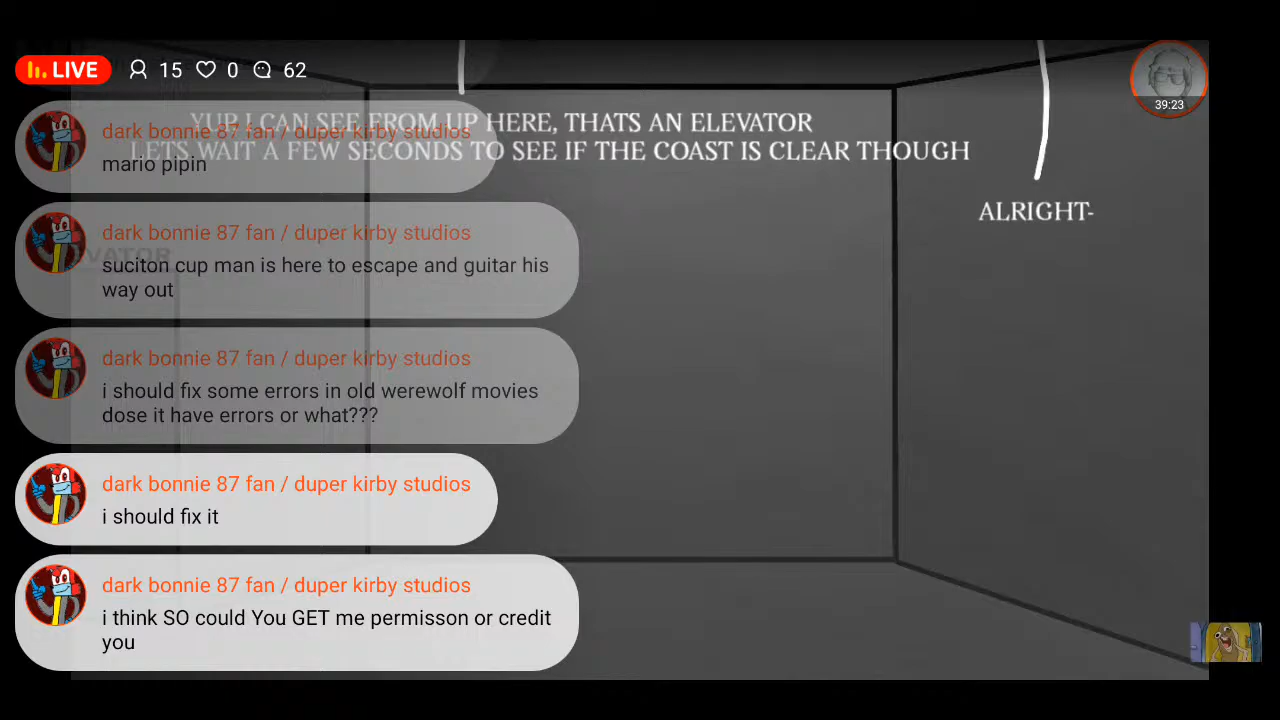 LIVE 15 0 62
39:23
YUP I CAN SEE FROM UP HERE, THATS AN ELEVATOR
LETS WAIT A FEW SECONDS TO SEE IF THE COAST IS CLEAR THOUGH
ALRIGHT-
dark bonnie 87 fan / duper kirby studios
mario pipin
dark bonnie 87 fan / duper kirby studios
suciton cup man is here to escape and guitar his
way out
dark bonnie 87 fan / duper kirby studios
i should fix some errors in old werewolf movies
dose it have errors or what???
dark bonnie 87 fan / duper kirby studios
i should fix it
dark bonnie 87 fan / duper kirby studios
i think SO could You GET me permisson or credit
you